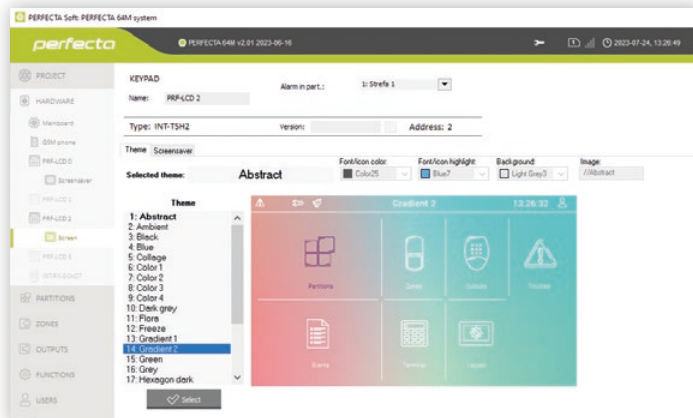 PERFECTA Soft: PERFECTA 64M system
perfecta
PERFECTA 64M v2.01 2023-06-16
2023-07-24, 13:26:49
PROJECT
HARDWARE
Mainboard
GSM phone
PRF-LCD 0
Screensaver
PRF-LCD 1
PRF-LCD 2
Screen
PARTITIONS
ZONES
OUTPUTS
FUNCTIONS
USERS
KEYPAD
Name: PRF-LCD 2
Alarm in part.: 1: Strefa 1
Type: INT-TSH2
Version:
Address: 2
Theme Screensaver
Selected theme: Abstract
Font/icon color: Color25
Font/icon highlight: Blue7
Background: Light Grey3
Image: //Abstract
Theme
1: Abstract
2: Ambient
3: Black
4: Blue
5: Collage
6: Color 1
7: Color 2
8: Color 3
9: Color 4
10: Dark grey
11: Flora
12: Freeze
13: Gradient 1
14: Gradient 2
15: Green
16: Grey
17: Hexagon dark
Select
Gradient 2
13:26:32
Partitions
Zones
Outputs
Troubles
Events
Terminal